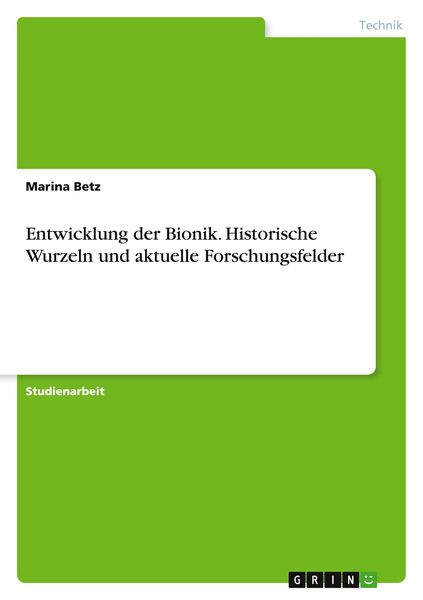 Technik
Marina Betz
Entwicklung der Bionik. Historische
Wurzeln und aktuelle Forschungsfelder
Studienarbeit
GRIN